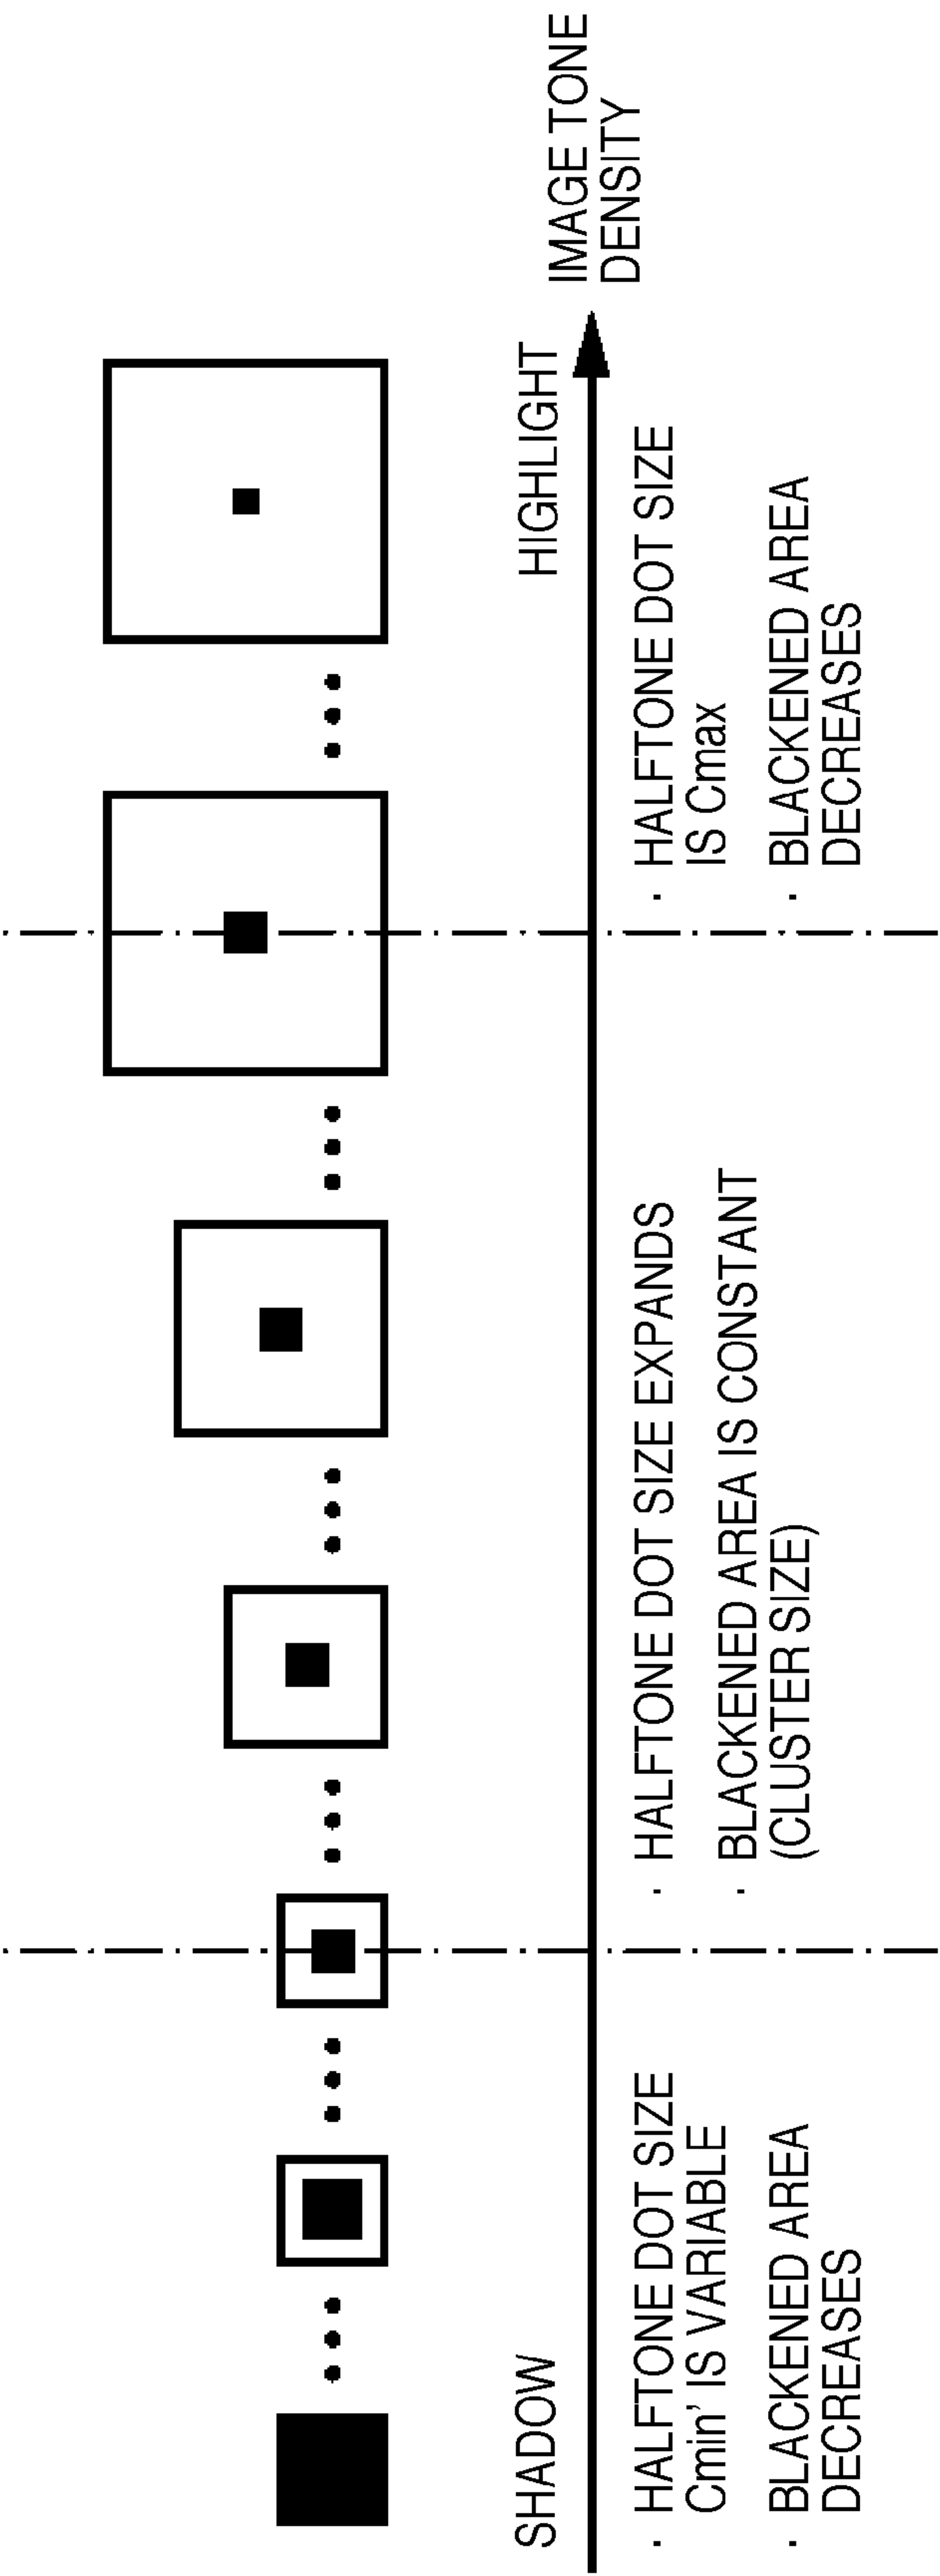 SHADOW
HIGHLIGHT
IMAGE TONE
DENSITY
· HALFTONE DOT SIZE
Cmin' IS VARIABLE
· BLACKENED AREA
DECREASES
· HALFTONE DOT SIZE EXPANDS
· BLACKENED AREA IS CONSTANT
(CLUSTER SIZE)
· HALFTONE DOT SIZE
IS Cmax
· BLACKENED AREA
DECREASES